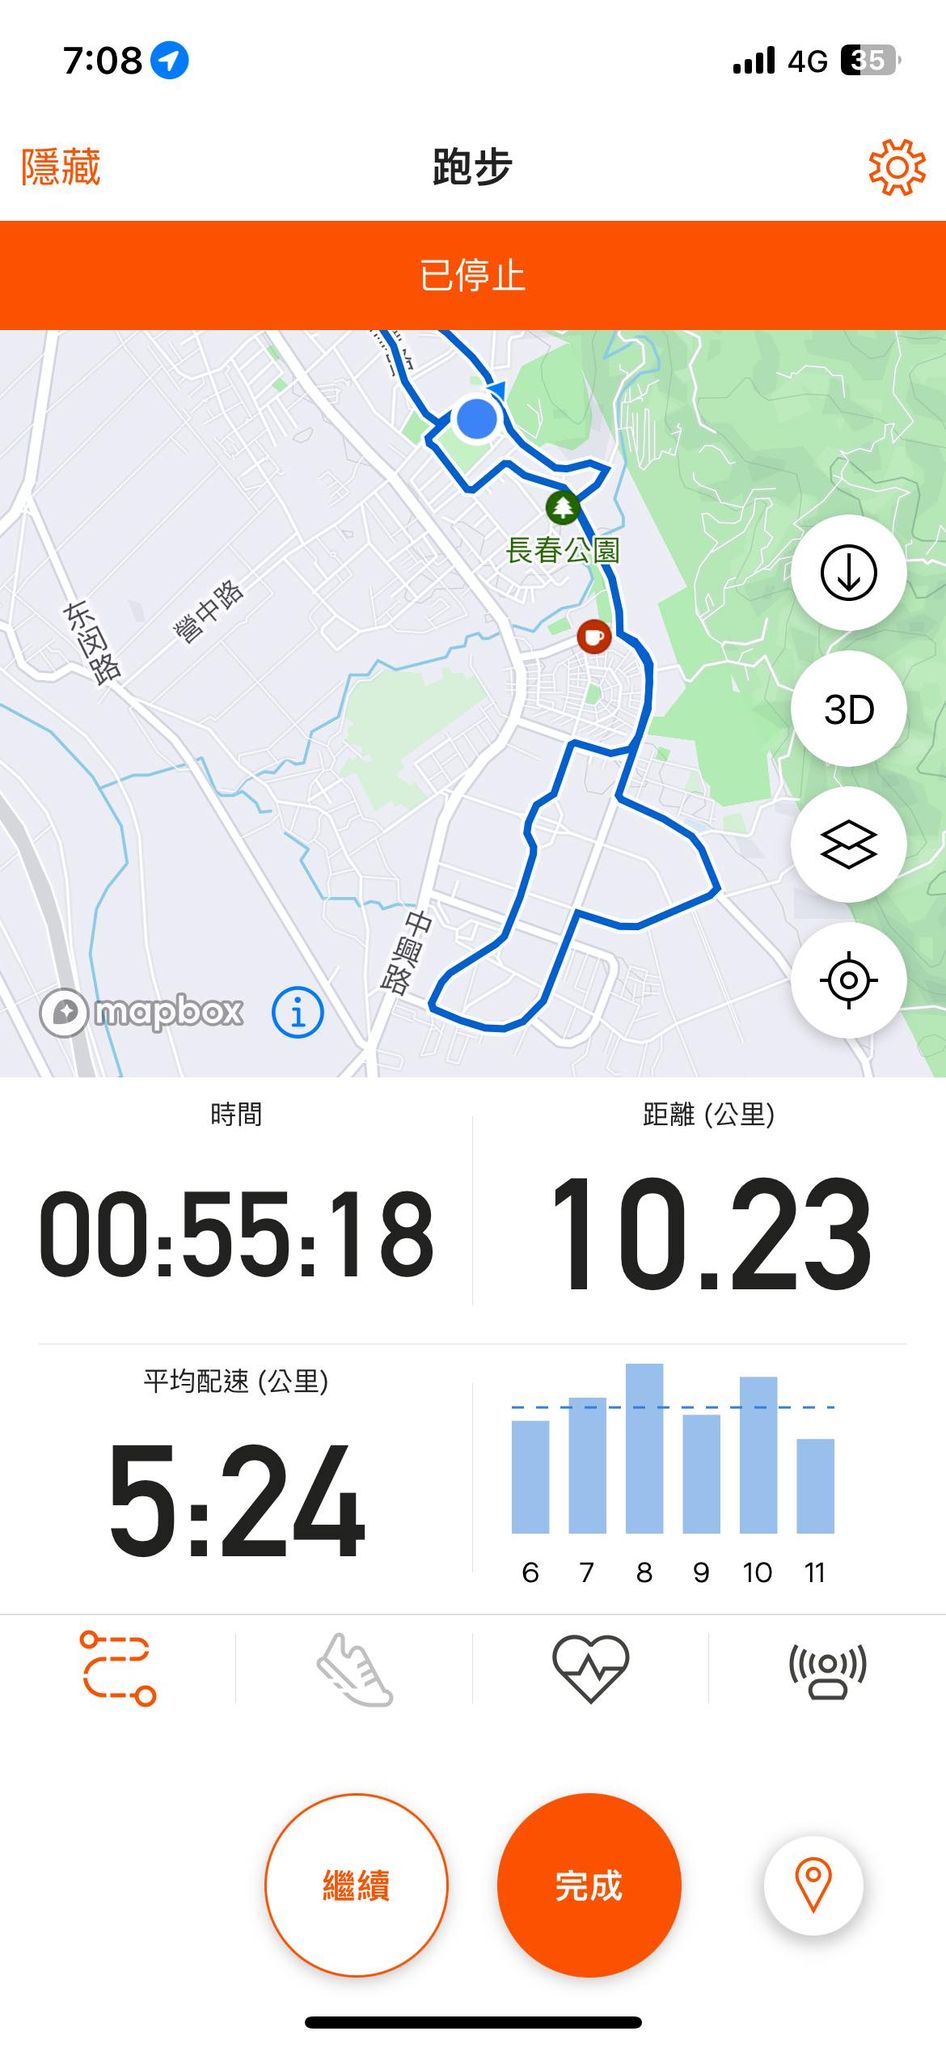 7:08
4G
35
隱藏
跑步
已停止
長春公園
營中路
东闵路
3D
中興路
mapbox
時間
距離 (公里)
00:55:18
10.23
平均配速 (公里)
5:24
6 7 8 9 10 11
繼續
完成